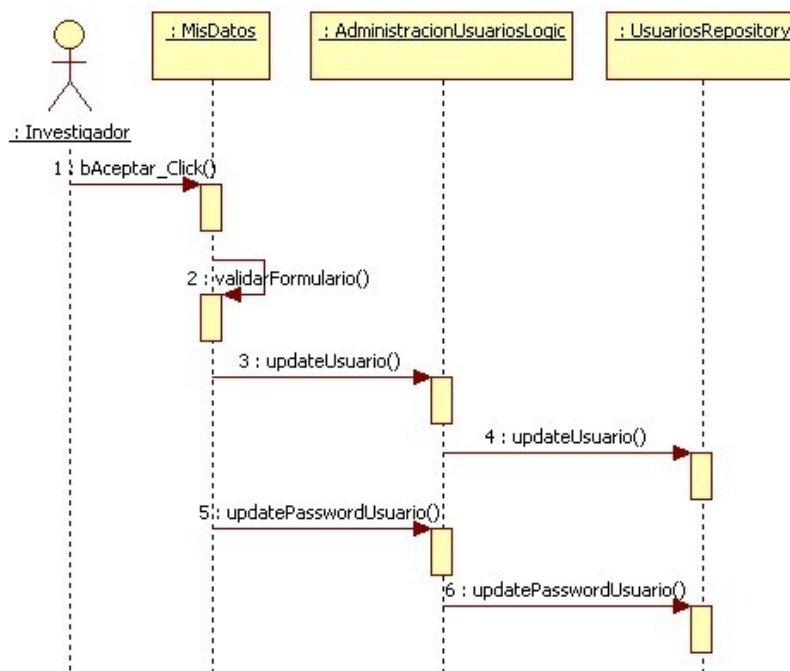 : MisDatos
: AdministracionUsuariosLogic
: UsuariosRepository
: Investigador
1 : bAceptar_Click()
2 : validarFormulario()
3 : updateUsuario()
4 : updateUsuario()
5 : updatePasswordUsuario()
6 : updatePasswordUsuario()